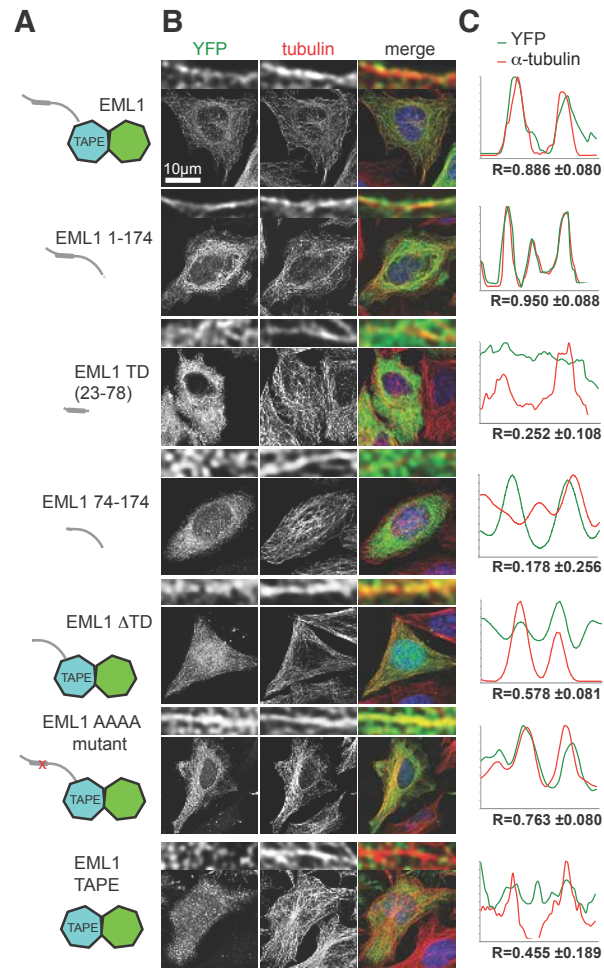 A
B
C
YFP
tubulin
merge
YFP
α-tubulin
EML1
TAPE
10µm
R=0.886 ±0.080
EML1 1-174
R=0.950 ±0.088
EML1 TD
(23-78)
R=0.252 ±0.108
EML1 74-174
R=0.178 ±0.256
EML1 ΔTD
TAPE
R=0.578 ±0.081
EML1 AAAA
mutant
x
TAPE
R=0.763 ±0.080
EML1
TAPE
TAPE
R=0.455 ±0.189